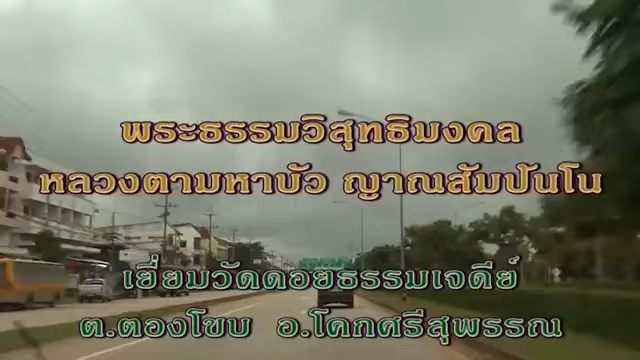 พระธรรมวิสุทธิมงคล
หลวงตามหาบัว ญาณสัมปันโน
เยี่ยมวัดดอยธรรมเจดีย์
ต.ตองโขบ อ.โคกศรีสุพรรณ